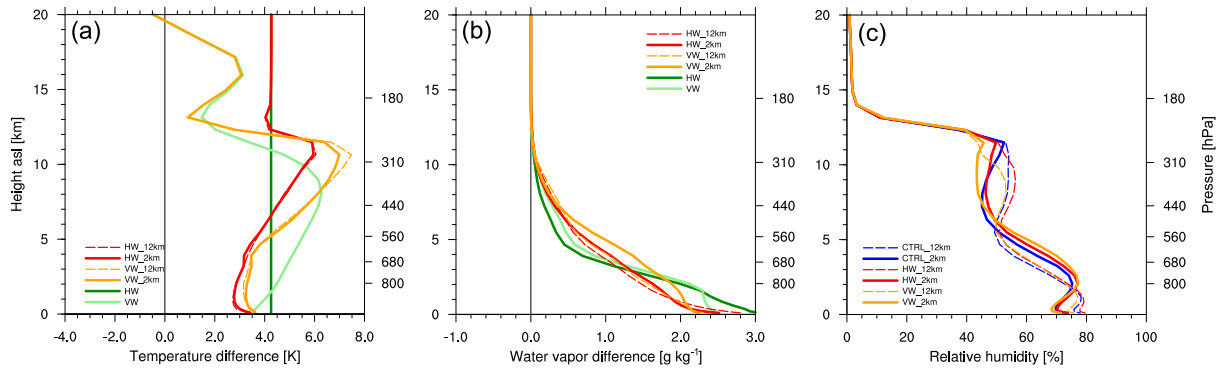 (a)
20
15
10
5
0
Height asl [km]
180
310
440
560
680
800
HW_12km
HW_2km
VW_12km
VW_2km
HW
VW
-4.0 -2.0 0.0 2.0 4.0 6.0 8.0
Temperature difference [K]
(b)
20
15
10
5
0
180
310
440
560
680
800
HW_12km
HW_2km
VW_12km
VW_2km
HW
VW
-1.0 0.0 1.0 2.0 3.0
Water vapor difference [g kg⁻¹]
(c)
20
15
10
5
0
180
310
440
560
680
800
Pressure [hPa]
CTRL_12km
CTRL_2km
HW_12km
HW_2km
VW_12km
VW_2km
0 20 40 60 80 100
Relative humidity [%]